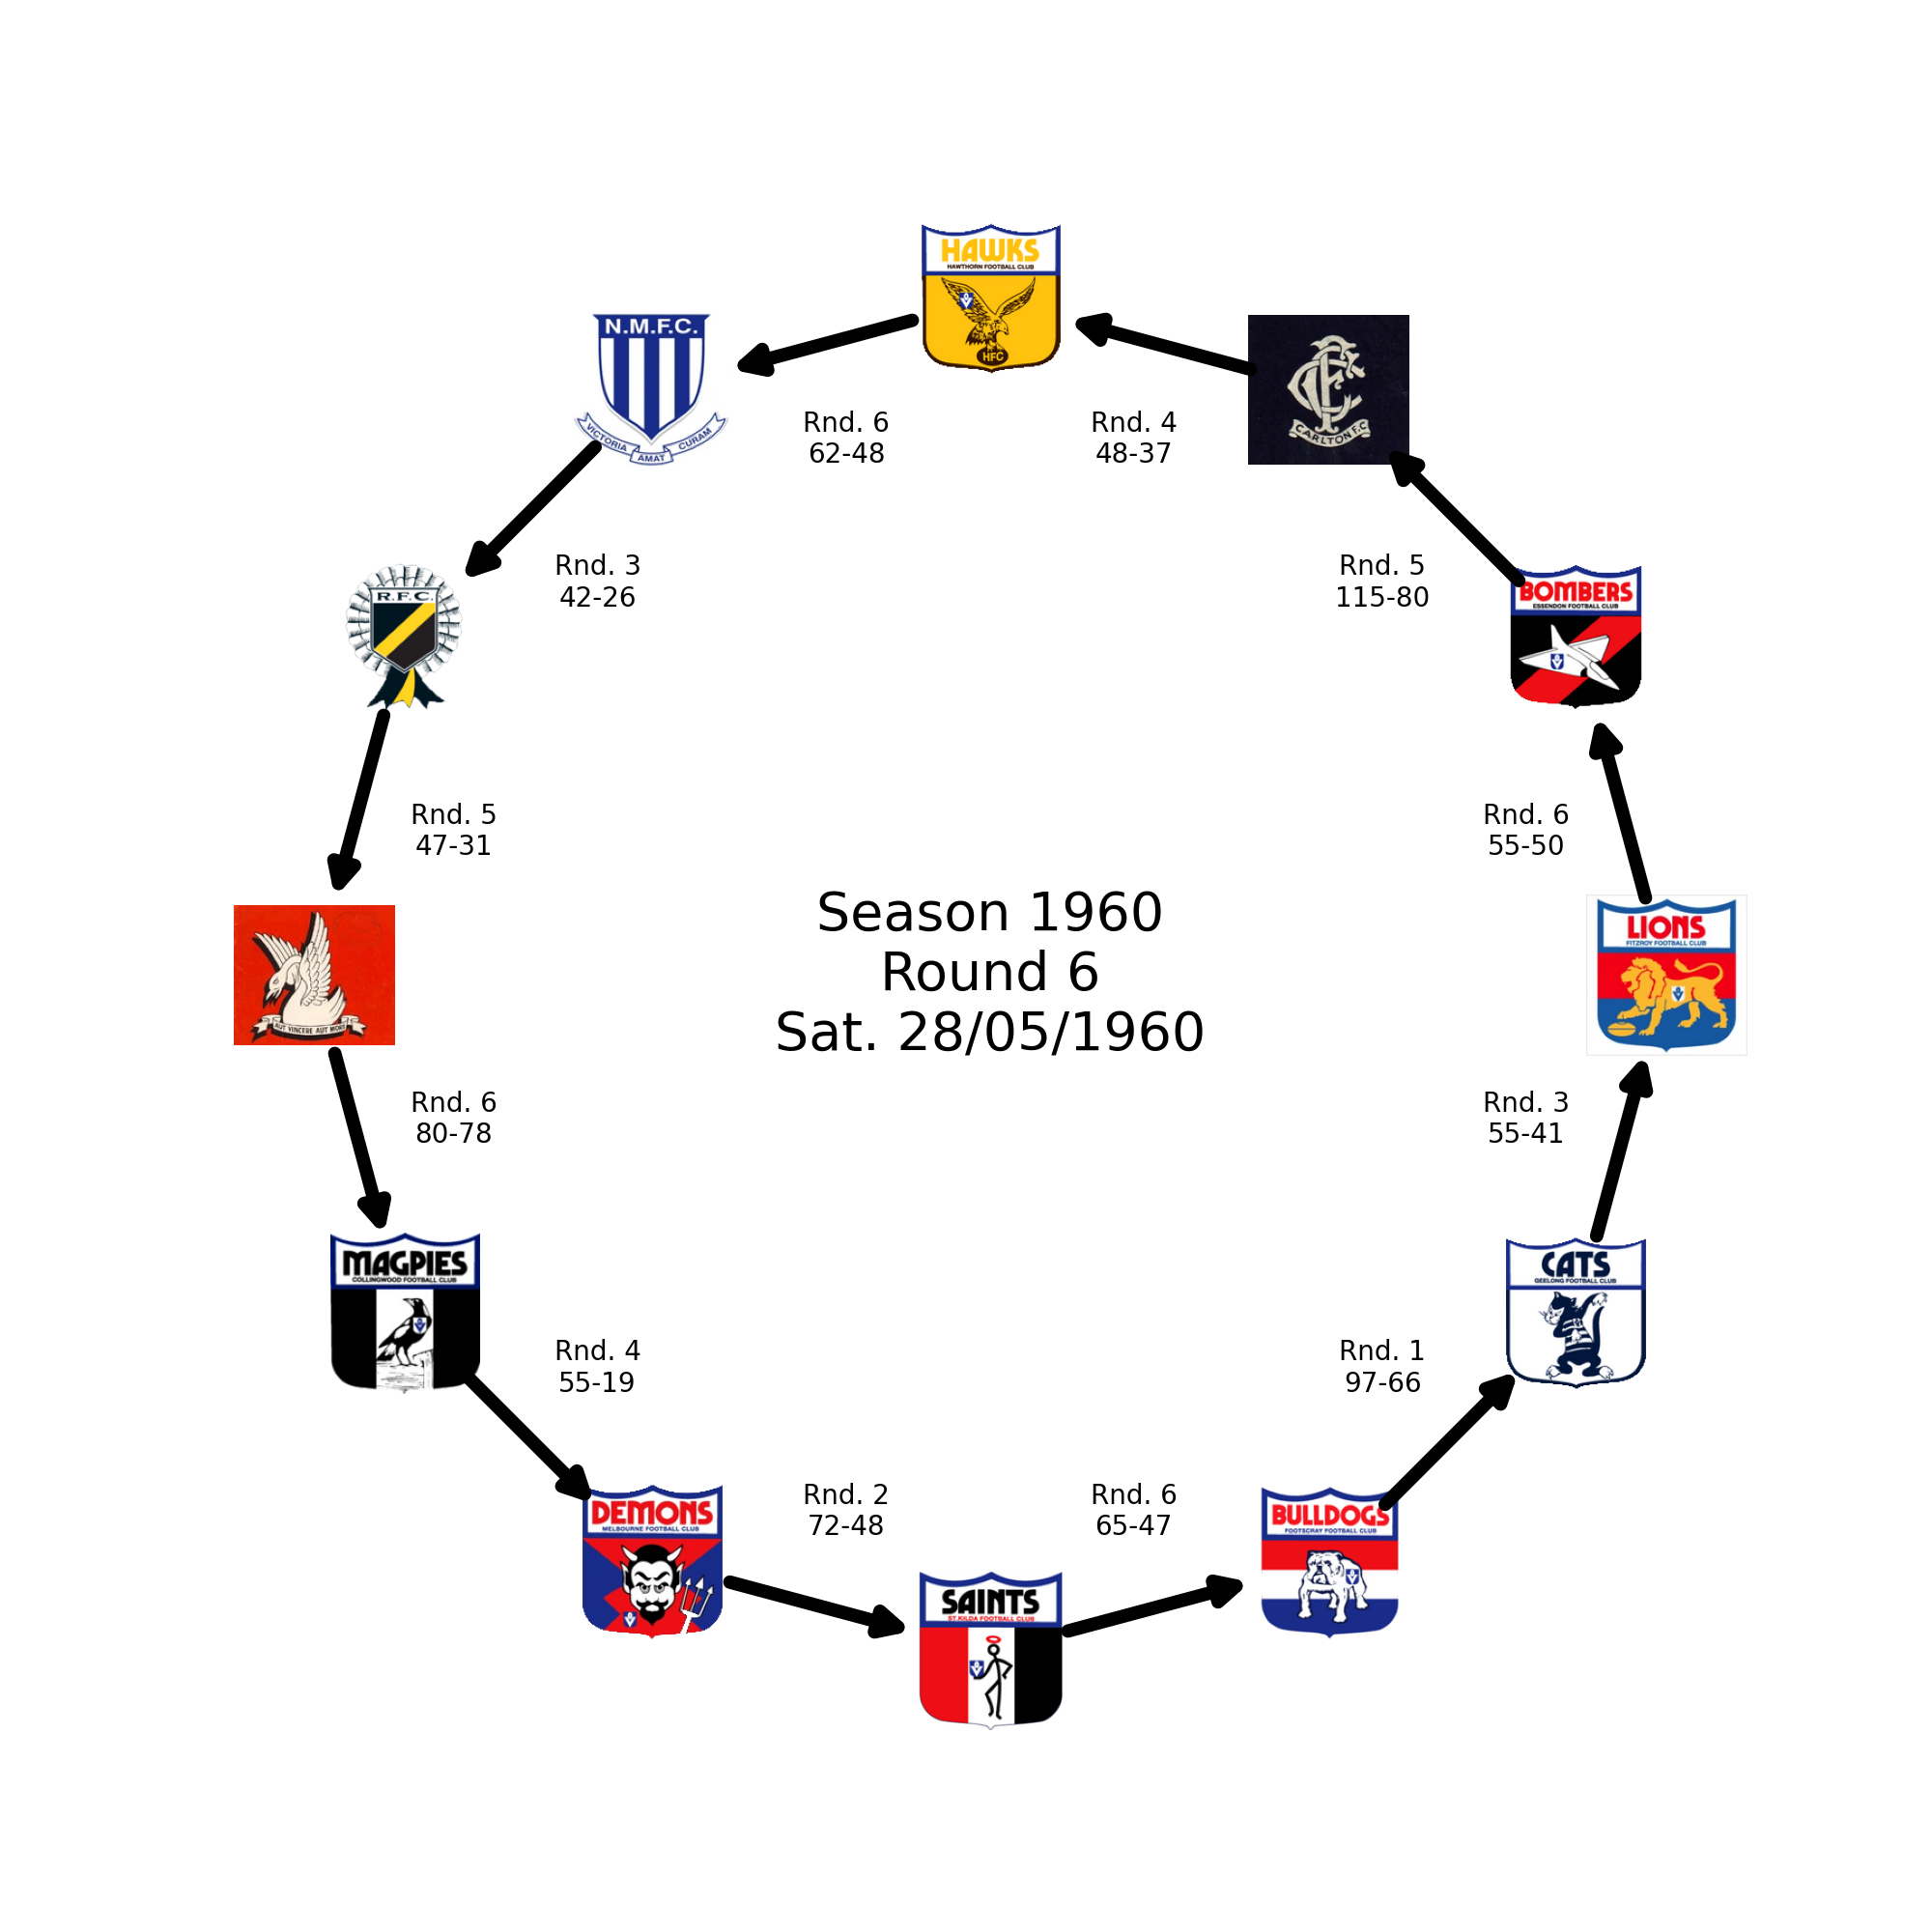 HAWKS
HAWTHORN FOOTBALL CLUB
HFC
N.M.F.C.
VICTORIA AMAT CURAM
CARLTON F.C
Rnd. 6
62-48
Rnd. 4
48-37
Rnd. 3
42-26
Rnd. 5
115-80
R.F.C.
BOMBERS
ESSENDON FOOTBALL CLUB
Rnd. 5
47-31
Rnd. 6
55-50
Season 1960
Round 6
Sat. 28/05/1960
LIONS
FITZROY FOOTBALL CLUB
AUT VINCERE AUT MORI
Rnd. 6
80-78
Rnd. 3
55-41
MAGPIES
COLLINGWOOD FOOTBALL CLUB
CATS
GEELONG FOOTBALL CLUB
Rnd. 4
55-19
Rnd. 1
97-66
DEMONS
MELBOURNE FOOTBALL CLUB
Rnd. 2
72-48
Rnd. 6
65-47
BULLDOGS
FOOTSCRAY FOOTBALL CLUB
SAINTS
ST.KILDA FOOTBALL CLUB